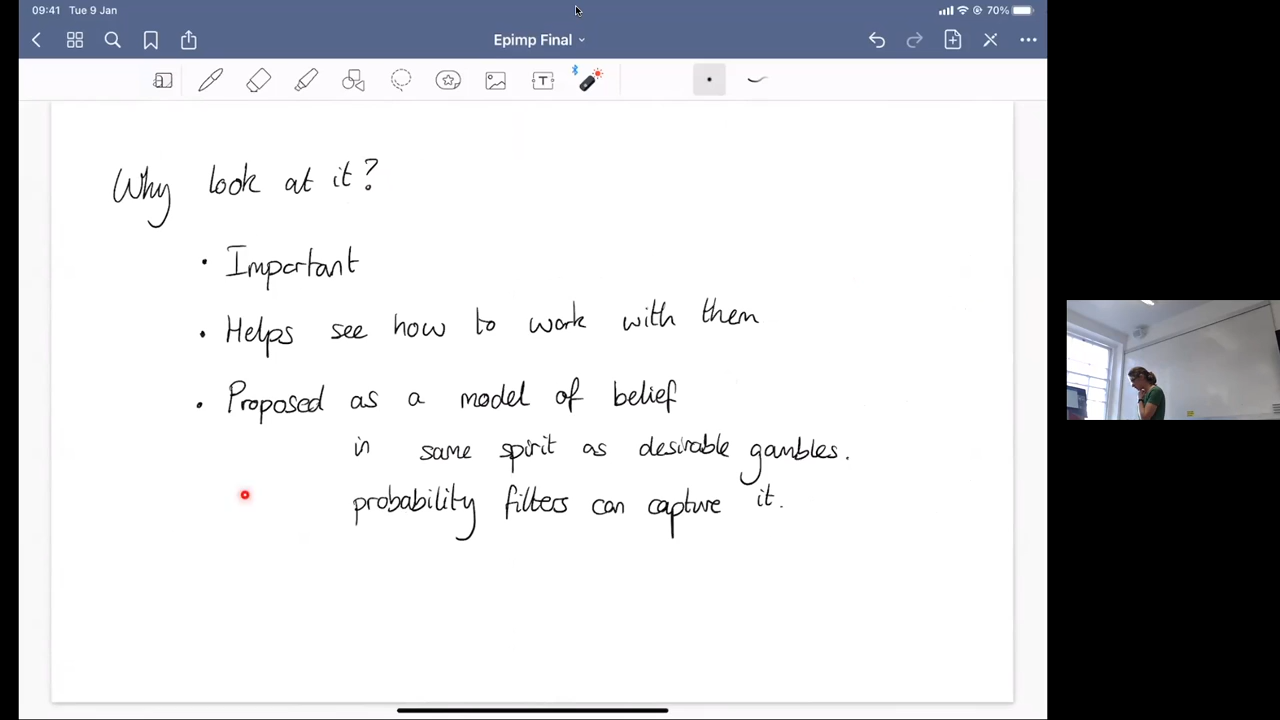 09:41 Tue 9 Jan
70%
Epimp Final
T
Why look at it?
• Important
• Helps see how to work with them
• Proposed as a model of belief
in same spirit as desirable gambles.
probability filters can capture it.